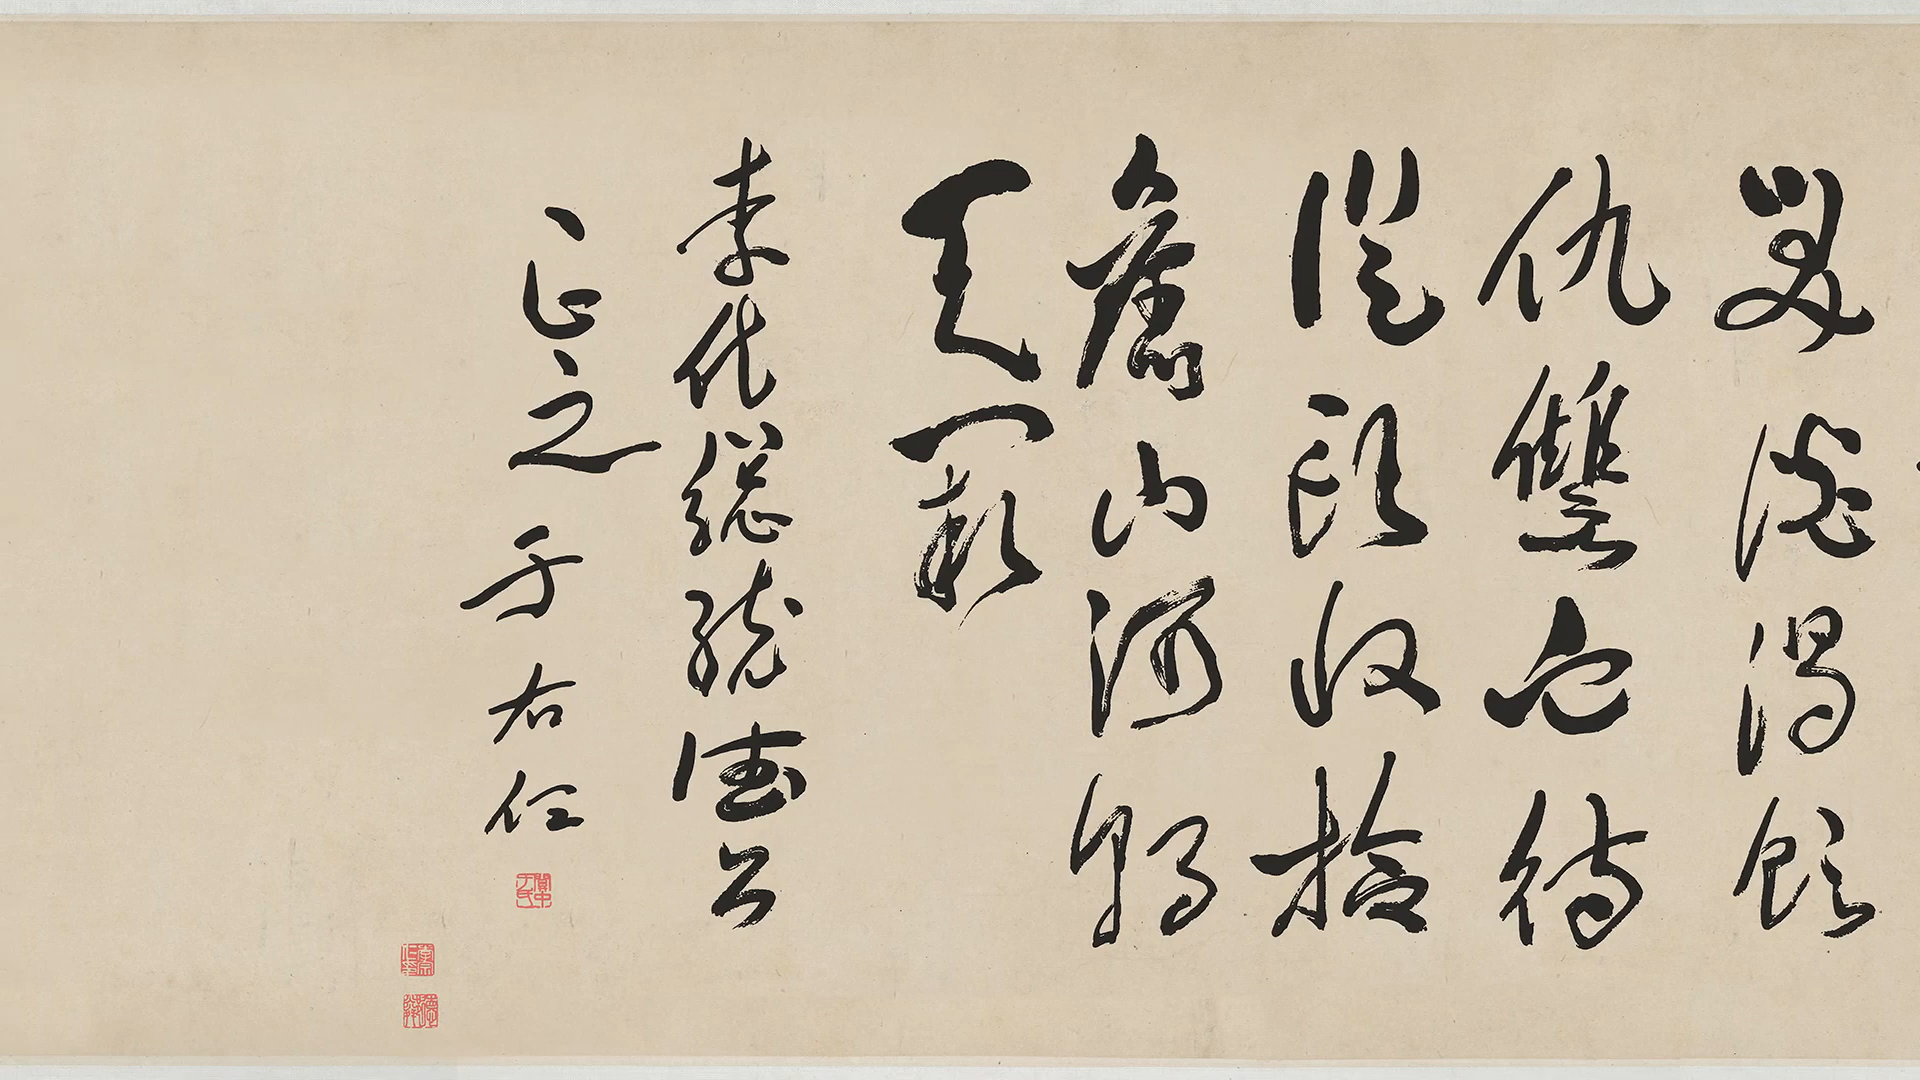 笑談渴飲
仇讎血待
從頭收拾
舊山河朝
天闕
李代總統德公
正之 于右任